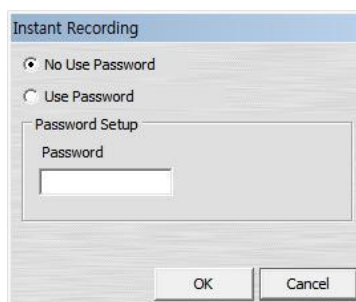 Instant Recording
No Use Password
Use Password
Password Setup
Password
OK Cancel